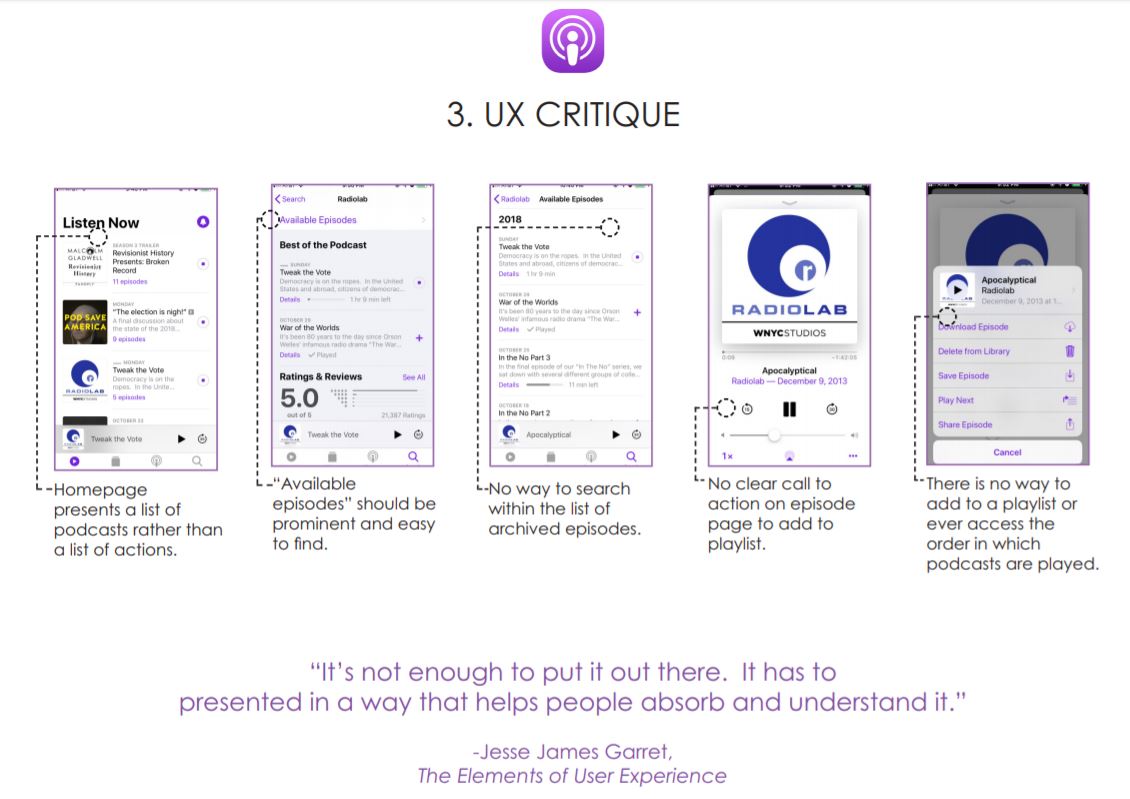 3. UX CRITIQUE
Listen Now
MALCOLM
GLADWELL
Revisionist
History
SEASON 3 TRAILER
Revisionist History
Presents: Broken
Record
11 episodes
POD SAVE
AMERICA
MONDAY
"The election is nigh!"
A final discussion about
the state of the 2018...
9 episodes
RADIOLAB
WNYCSTUDIOS
MONDAY
Tweak the Vote
Democracy is on the
ropes. In the Unite...
5 episodes
OCTOBER 22
Tweak the Vote
Search
Radiolab
Available Episodes
Best of the Podcast
SUNDAY
Tweak the Vote
Democracy is on the ropes. In the United
States and abroad, citizens of democrac...
Details
1 hr 9 min left
OCTOBER 28
War of the Worlds
It's been 80 years to the day since Orson
Welles' infamous radio drama "The War...
Details
Played
Ratings & Reviews
See All
5.0
out of 5
21,387 Ratings
Tweak the Vote
Radiolab
Available Episodes
2018
SUNDAY
Tweak the Vote
Democracy is on the ropes. In the United
States and abroad, citizens of democrac...
Details
1 hr 9 min
OCTOBER 28
War of the Worlds
It's been 80 years to the day since Orson
Welles' infamous radio drama "The War...
Details
Played
OCTOBER 25
In the No Part 3
In the final episode of our "In The No" series, we
sat down with several different groups of colle...
Details
11 min left
OCTOBER 18
In the No Part 2
Apocalyptical
r
RADIOLAB
WNYCSTUDIOS
0:06
-1:42:05
Apocalyptical
Radiolab — December 9, 2013
15
30
1x
Apocalyptical
Radiolab
December 9, 2013 at 1...
Download Episode
Delete from Library
Save Episode
Play Next
Share Episode
Cancel
Homepage
presents a list of
podcasts rather than
a list of actions.
“Available
episodes” should be
prominent and easy
to find.
No way to search
within the list of
archived episodes.
No clear call to
action on episode
page to add to
playlist.
There is no way to
add to a playlist or
ever access the
order in which
podcasts are played.
“It’s not enough to put it out there.  It has to
presented in a way that helps people absorb and understand it.”
-Jesse James Garret,
The Elements of User Experience